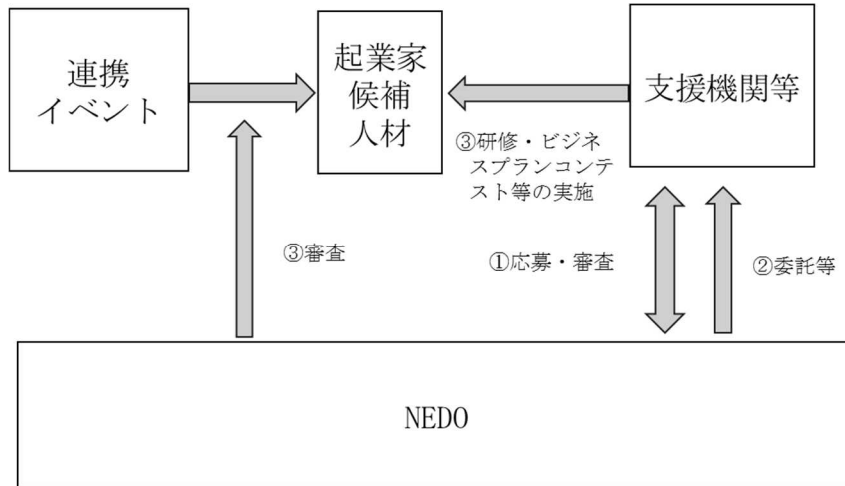 連携
イベント
起業家
候補
人材
支援機関等
③研修・ビジネ
スプランコンテ
スト等の実施
③審査
①応募・審査
②委託等
NEDO